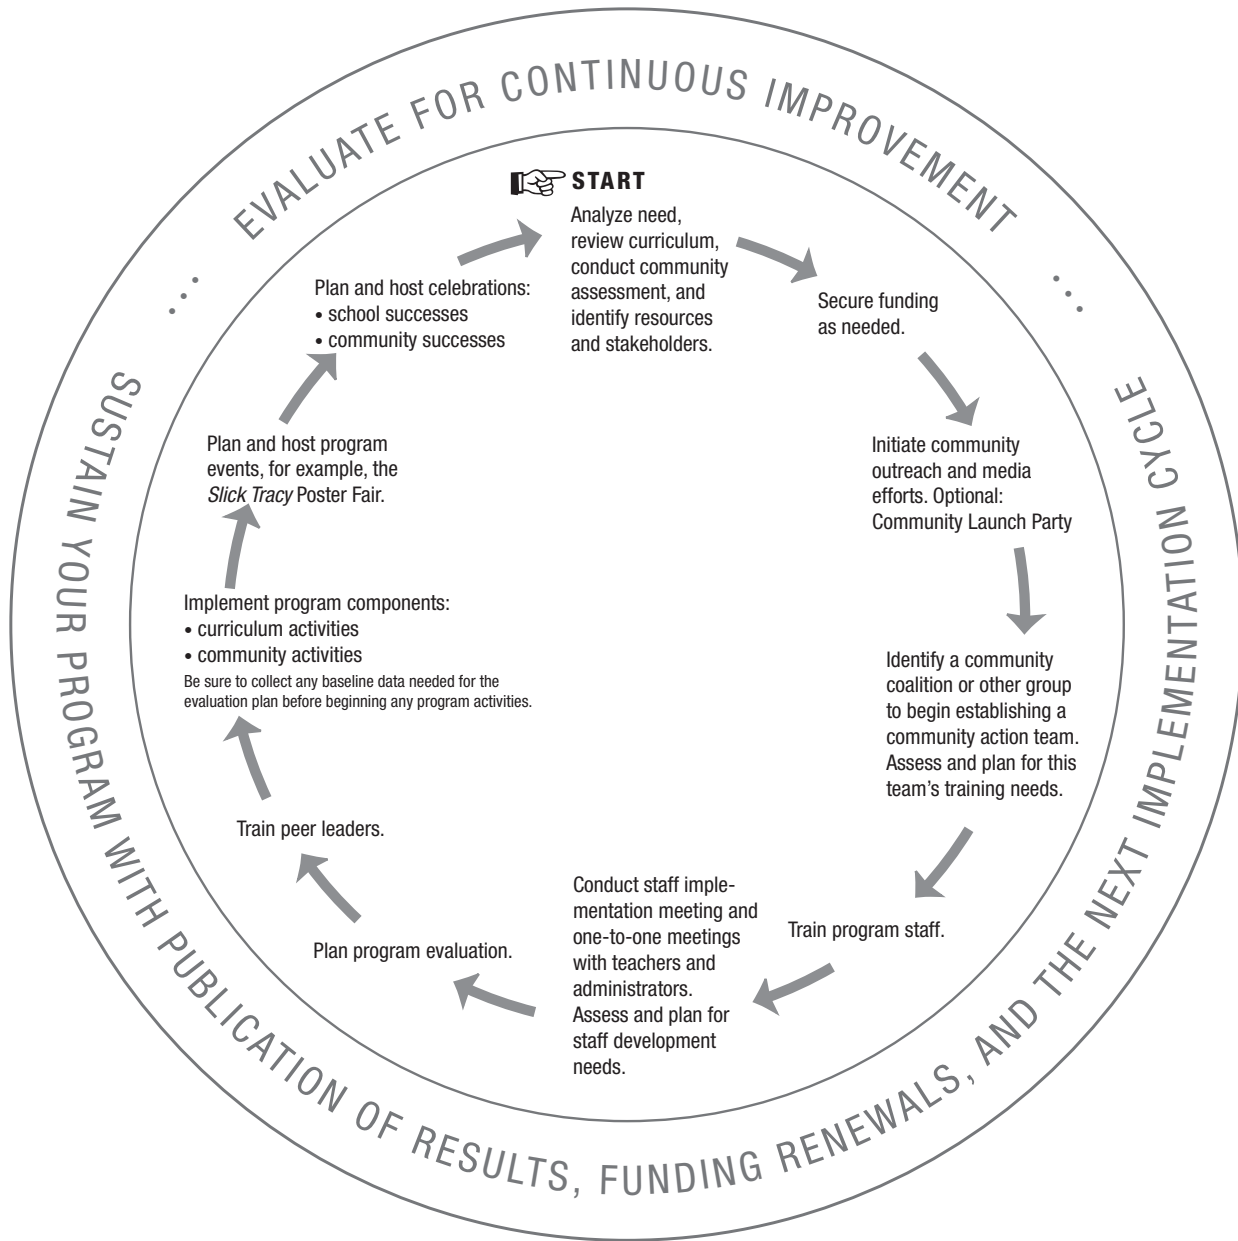 EVALUATE FOR CONTINUOUS IMPROVEMENT
...
SUSTAIN YOUR PROGRAM WITH PUBLICATION OF RESULTS, FUNDING RENEWALS, AND THE NEXT IMPLEMENTATION CYCLE
...
START
Analyze need,
review curriculum,
conduct community
assessment, and
identify resources
and stakeholders.
Secure funding
as needed.
Initiate community
outreach and media
efforts. Optional:
Community Launch Party
Identify a community
coalition or other group
to begin establishing a
community action team.
Assess and plan for this
team’s training needs.
Train program staff.
Conduct staff imple-
mentation meeting and
one-to-one meetings
with teachers and
administrators.
Assess and plan for
staff development
needs.
Plan program evaluation.
Train peer leaders.
Implement program components:
• curriculum activities
• community activities
Be sure to collect any baseline data needed for the
evaluation plan before beginning any program activities.
Plan and host program
events, for example, the
Slick Tracy Poster Fair.
Plan and host celebrations:
• school successes
• community successes